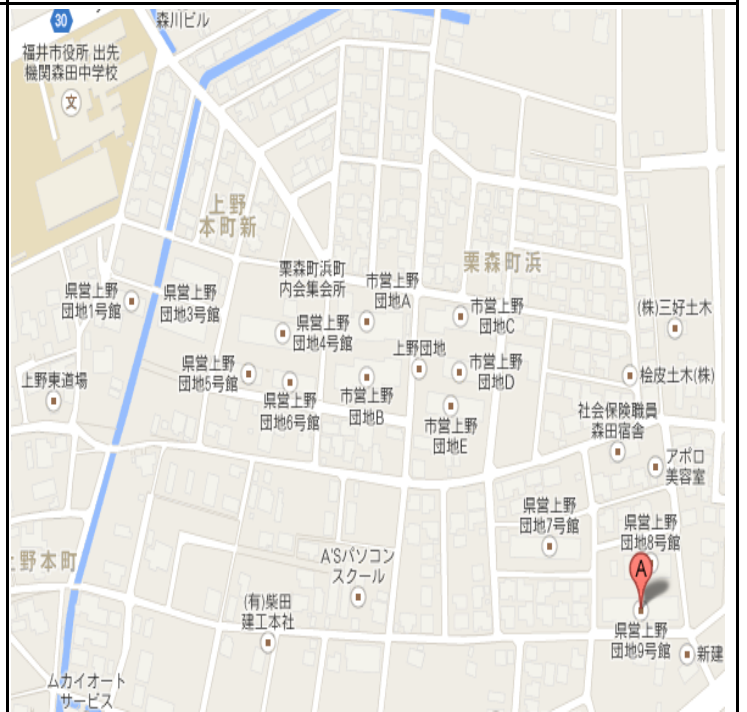 30
森川ビル
福井市役所 出先
機関森田中学校
文
上野
本町新
栗森町浜町
内会集会所
市営上野
団地A
栗森町浜
県営上野
団地1号館
県営上野
団地3号館
県営上野
団地4号館
市営上野
団地C
(株)三好土木
上野団地
県営上野
団地5号館
市営上野
団地D
桧皮土木(株)
上野東道場
県営上野
団地6号館
市営上野
団地B
市営上野
団地E
社会保険職員
森田宿舎
アポロ
美容室
県営上野
団地7号館
県営上野
団地8号館
野本町
A'Sパソコン
スクール
A
(有)柴田
建工本社
県営上野
団地9号館
新建
ムカイオート
サービス